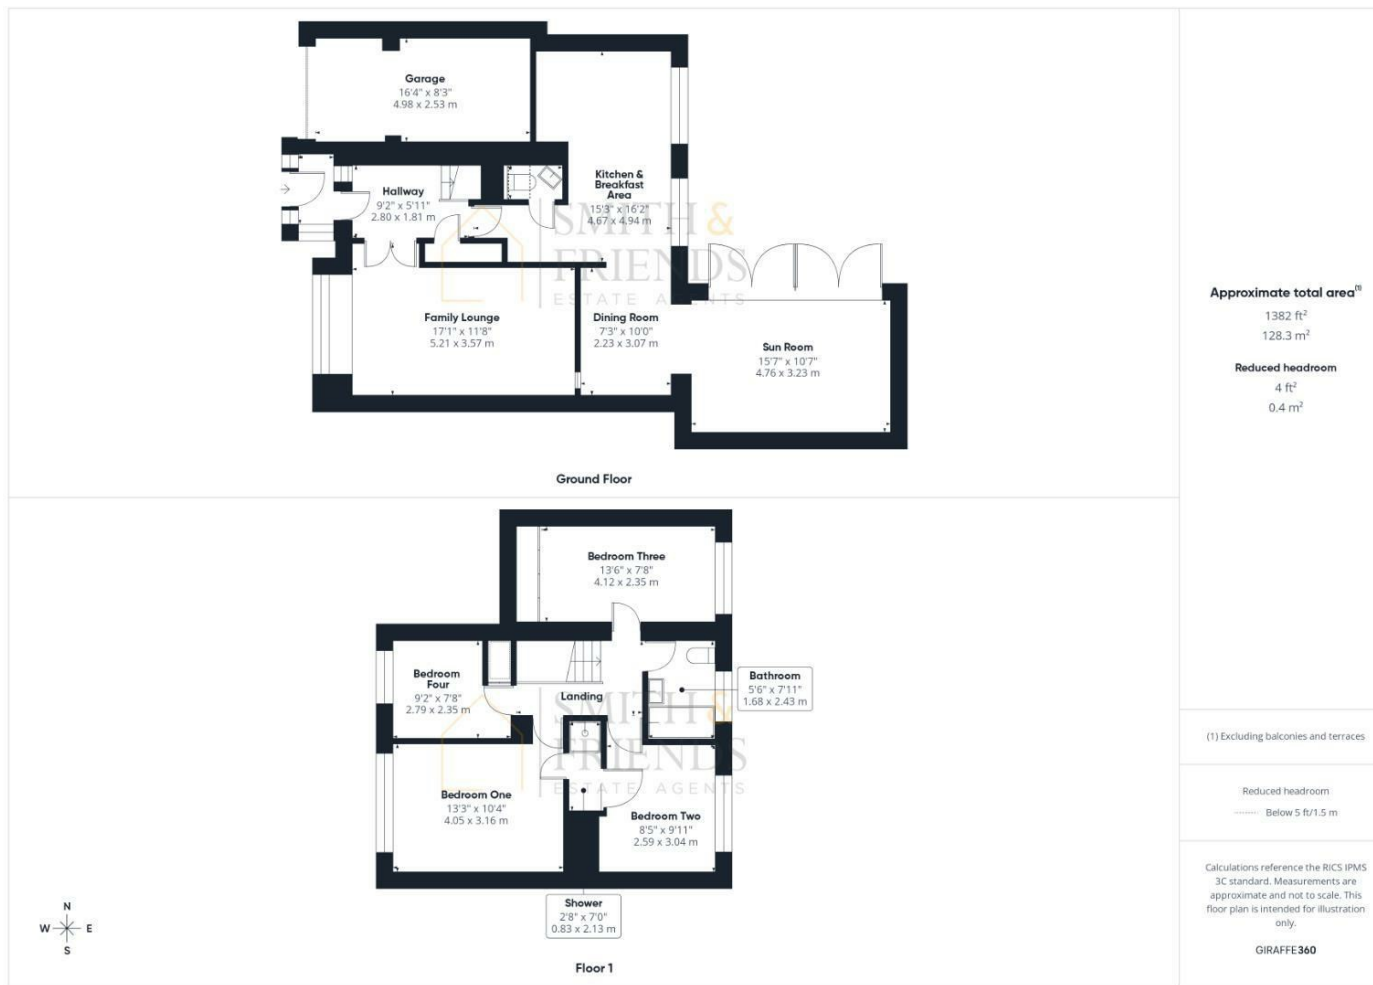 Garage
16'4" x 8'3"
4.98 x 2.53 m
Hallway
9'2" x 5'11"
2.80 x 1.81 m
Kitchen &
Breakfast
Area
15'3" x 16'2"
4.67 x 4.94 m
SMITH &
FRIENDS
ESTATE AGENTS
Family Lounge
17'1" x 11'8"
5.21 x 3.57 m
Dining Room
7'3" x 10'0"
2.23 x 3.07 m
Sun Room
15'7" x 10'7"
4.76 x 3.23 m
Ground Floor
Approximate total area(1)
1382 ft²
128.3 m²
Reduced headroom
4 ft²
0.4 m²
Bedroom Three
13'6" x 7'8"
4.12 x 2.35 m
Bedroom
Four
9'2" x 7'8"
2.79 x 2.35 m
Landing
Bathroom
5'6" x 7'11"
1.68 x 2.43 m
SMITH &
FRIENDS
ESTATE AGENTS
Bedroom One
13'3" x 10'4"
4.05 x 3.16 m
Bedroom Two
8'5" x 9'11"
2.59 x 3.04 m
Shower
2'8" x 7'0"
0.83 x 2.13 m
Floor 1
N
W E
S
(1) Excluding balconies and terraces
Reduced headroom
Below 5 ft/1.5 m
Calculations reference the RICS IPMS
3C standard. Measurements are
approximate and not to scale. This
floor plan is intended for illustration
only.
GIRAFFE360